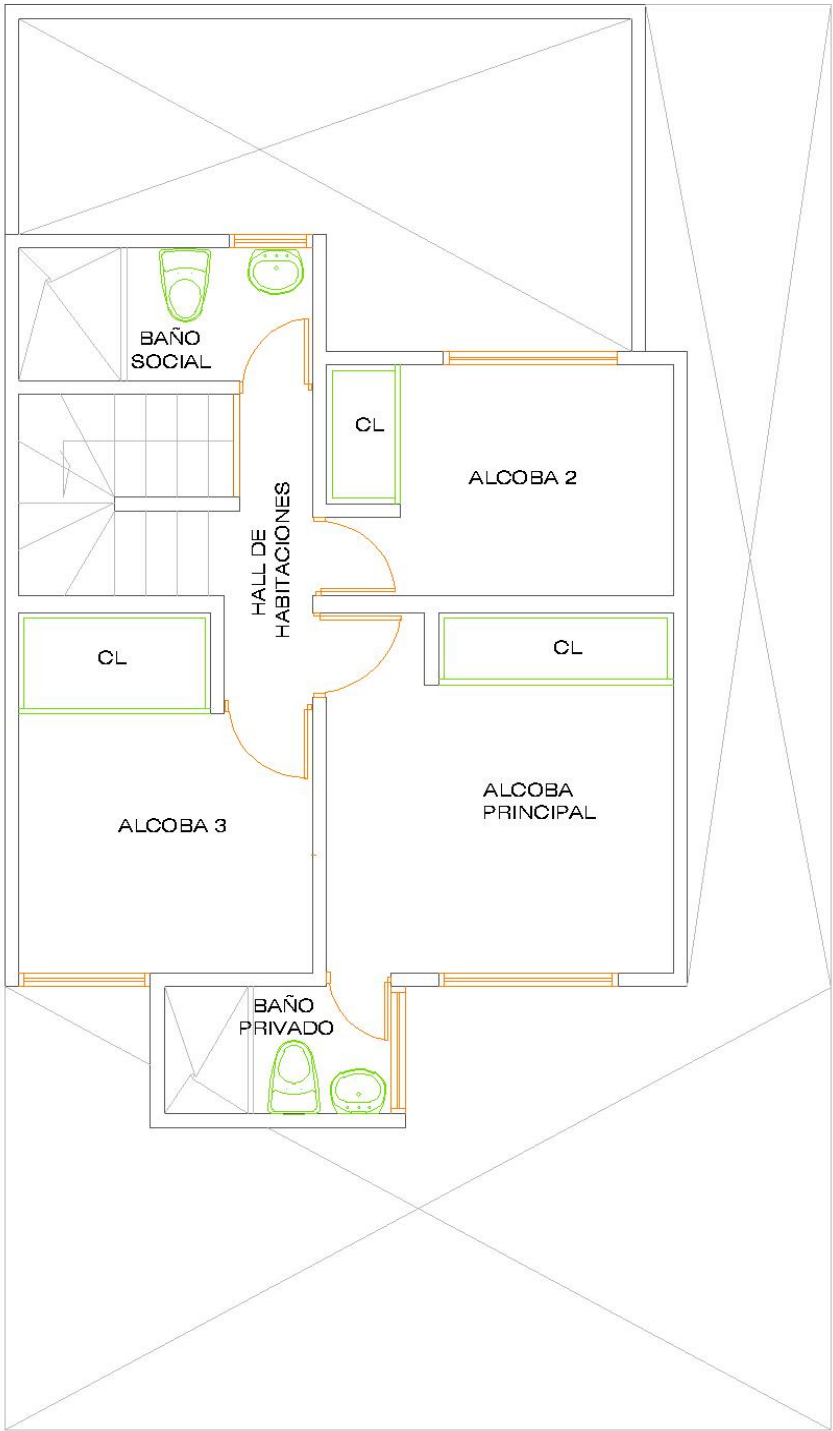 BAÑO
SOCIAL
CL
ALCOBA 2
HALL DE
HABITACIONES
CL
CL
ALCOBA
PRINCIPAL
ALCOBA 3
BAÑO
PRIVADO